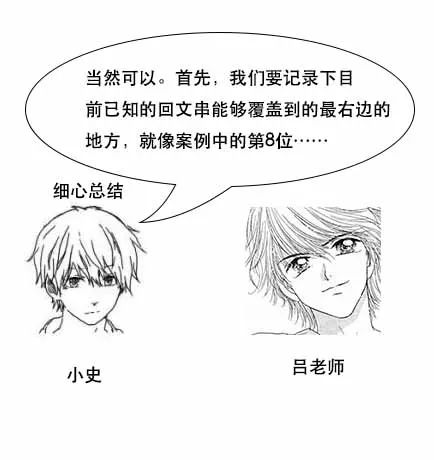 当然可以。首先，我们要记录下目
前已知的回文串能够覆盖到的最右边的
地方，就像案例中的第8位……
细心总结
小史
吕老师